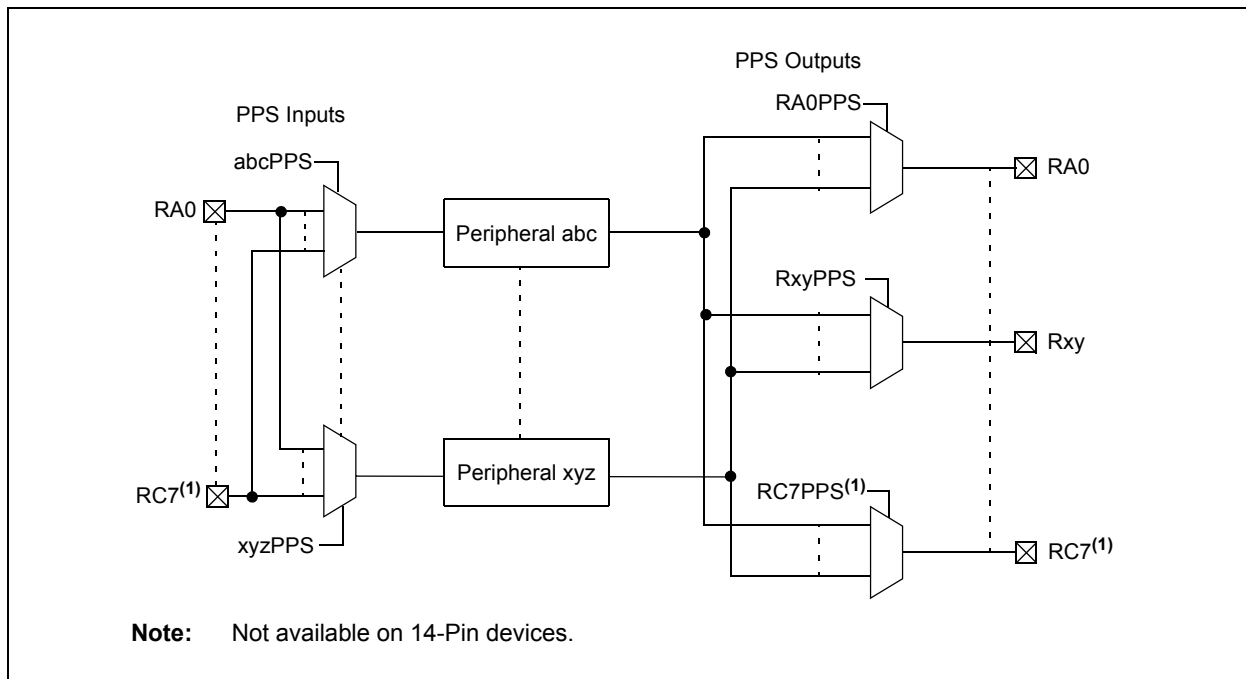 PPS Outputs
RA0PPS
PPS Inputs
abcPPS
RA0
RA0
Peripheral abc
RxyPPS
Rxy
Peripheral xyz
RC7(1)
RC7PPS(1)
xyzPPS
RC7(1)
Note: Not available on 14-Pin devices.